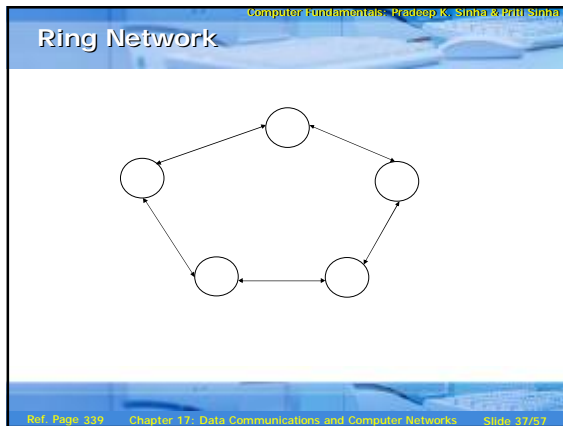 Computer Fundamentals: Pradeep K. Sinha & Priti Sinha
Ring Network
Ref. Page 339 Chapter 17: Data Communications and Computer Networks Slide 37/57